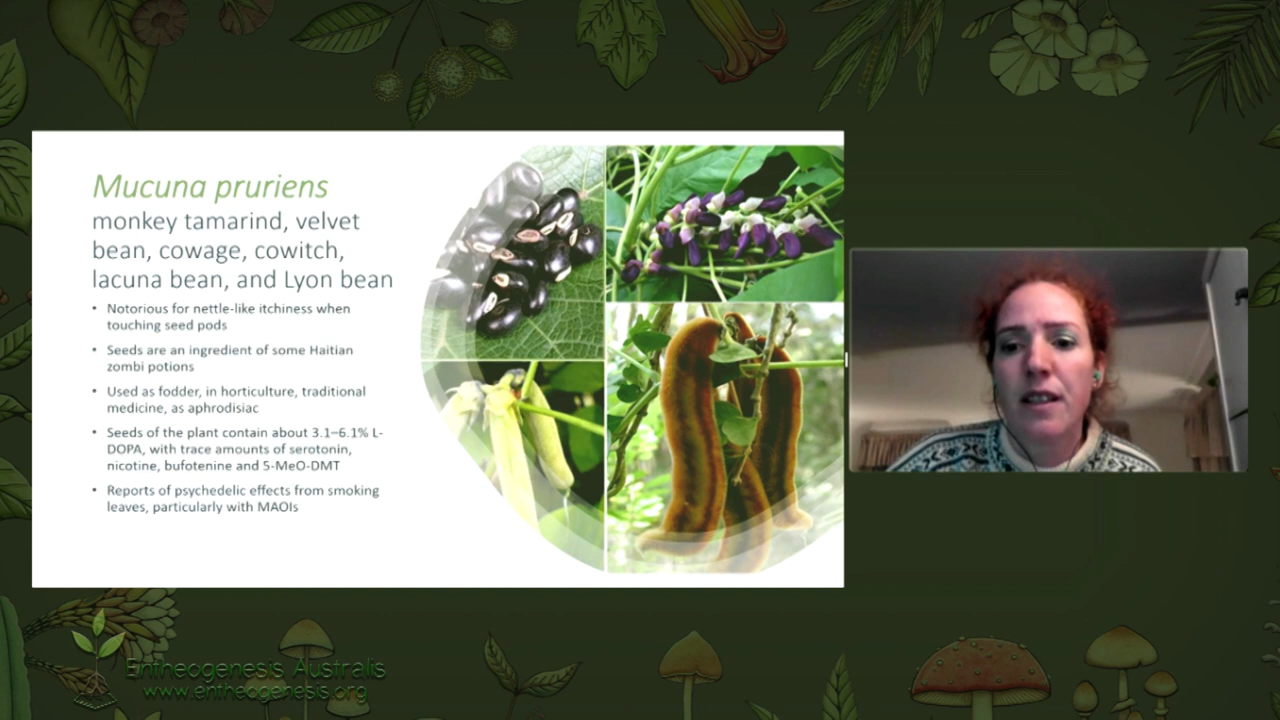 Mucuna pruriens
monkey tamarind, velvet
bean, cowage, cowitch,
lacuna bean, and Lyon bean
• Notorious for nettle-like itchiness when
touching seed pods
• Seeds are an ingredient of some Haitian
zombi potions
• Used as fodder, in horticulture, traditional
medicine, as aphrodisiac
• Seeds of the plant contain about 3.1–6.1% L-
DOPA, with trace amounts of serotonin,
nicotine, bufotenine and 5-MeO-DMT
• Reports of psychedelic effects from smoking
leaves, particularly with MAOIs
Entheogenesis Australis
www.entheogenesis.org